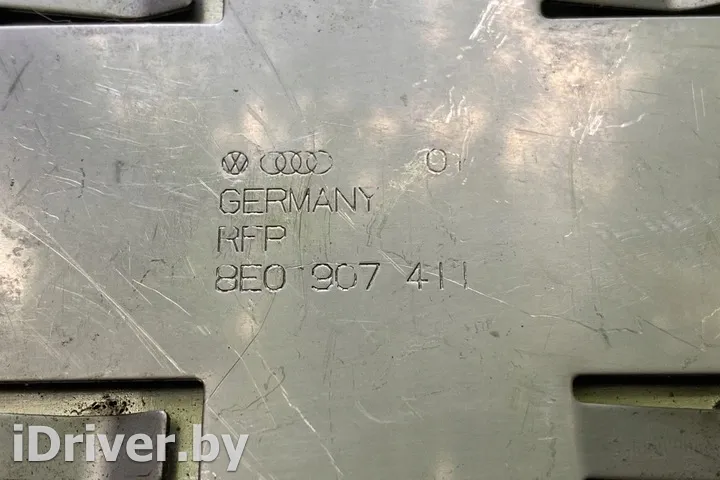 01
GERMANY
RFP
8E0 907 411
iDriver.by